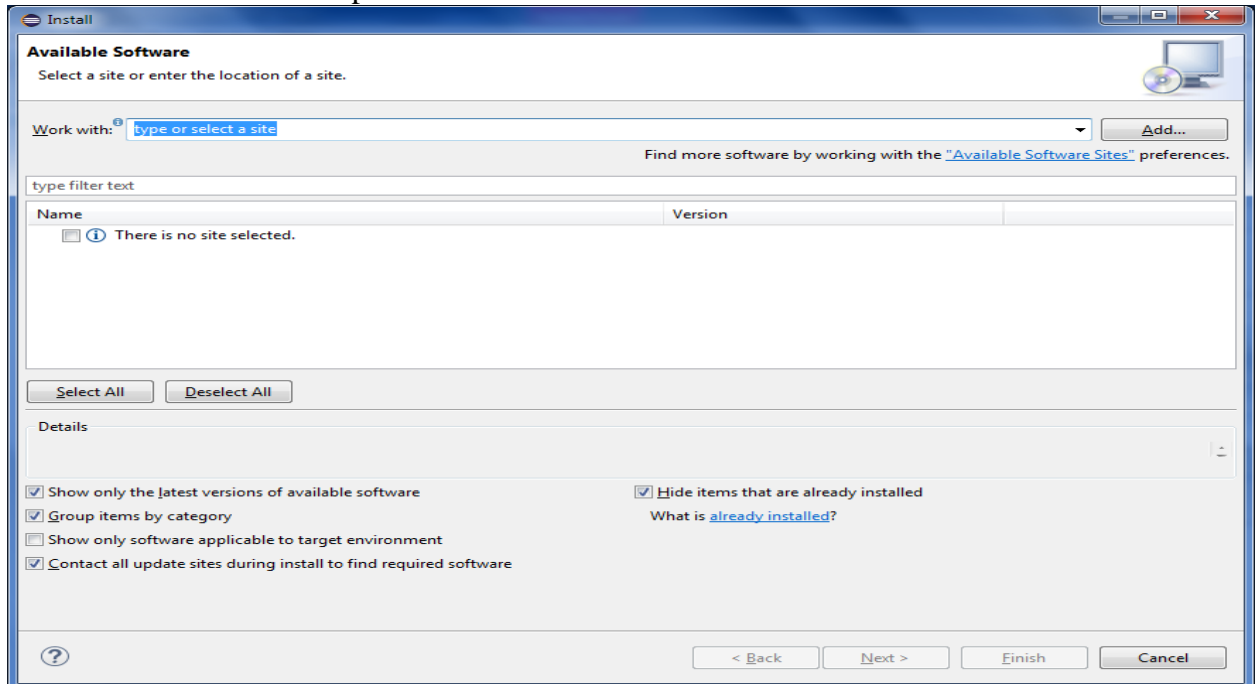 Install
Available Software
Select a site or enter the location of a site.
Work with: type or select a site Add...
Find more software by working with the "Available Software Sites" preferences.
type filter text
Name Version
There is no site selected.
Select All Deselect All
Details
Show only the latest versions of available software Hide items that are already installed
Group items by category What is already installed?
Show only software applicable to target environment
Contact all update sites during install to find required software
< Back Next > Finish Cancel